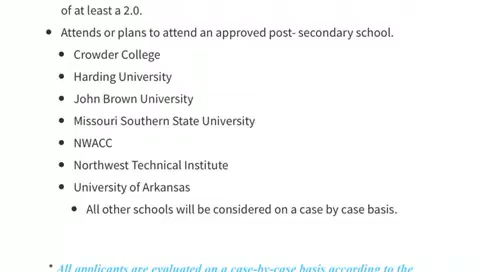 of at least a 2.0.
Attends or plans to attend an approved post- secondary school.
Crowder College
Harding University
John Brown University
Missouri Southern State University
NWACC
Northwest Technical Institute
University of Arkansas
All other schools will be considered on a case by case basis.
* All applicants are evaluated on a case-by-case basis according to the